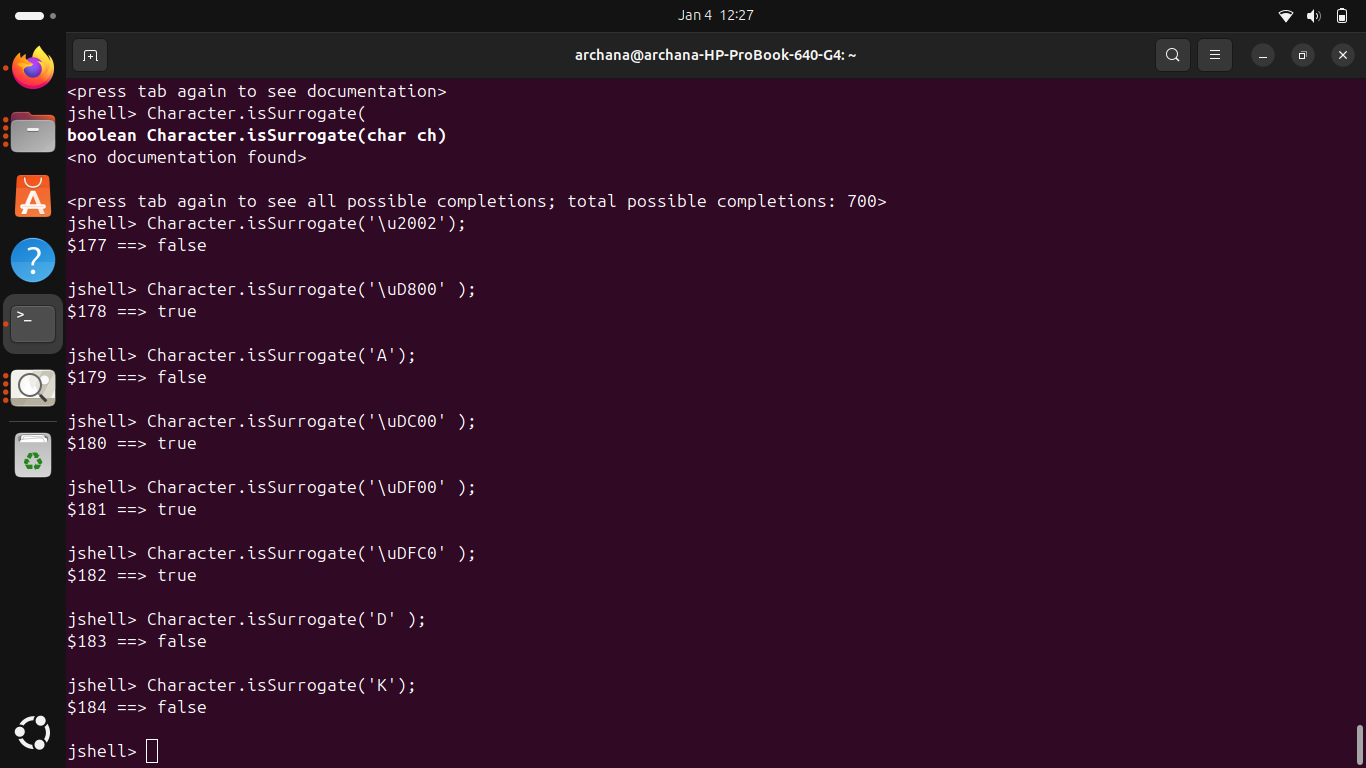 Jan 4 12:27
archana@archana-HP-ProBook-640-G4: ~
<press tab again to see documentation>
jshell> Character.isSurrogate(
boolean Character.isSurrogate(char ch)
<no documentation found>
<press tab again to see all possible completions; total possible completions: 700>
jshell> Character.isSurrogate('\u2002');
$177 ==> false
jshell> Character.isSurrogate('\uD800' );
$178 ==> true
jshell> Character.isSurrogate('A');
$179 ==> false
jshell> Character.isSurrogate('\uDC00' );
$180 ==> true
jshell> Character.isSurrogate('\uDF00' );
$181 ==> true
jshell> Character.isSurrogate('\uDFC0' );
$182 ==> true
jshell> Character.isSurrogate('D' );
$183 ==> false
jshell> Character.isSurrogate('K');
$184 ==> false
jshell>